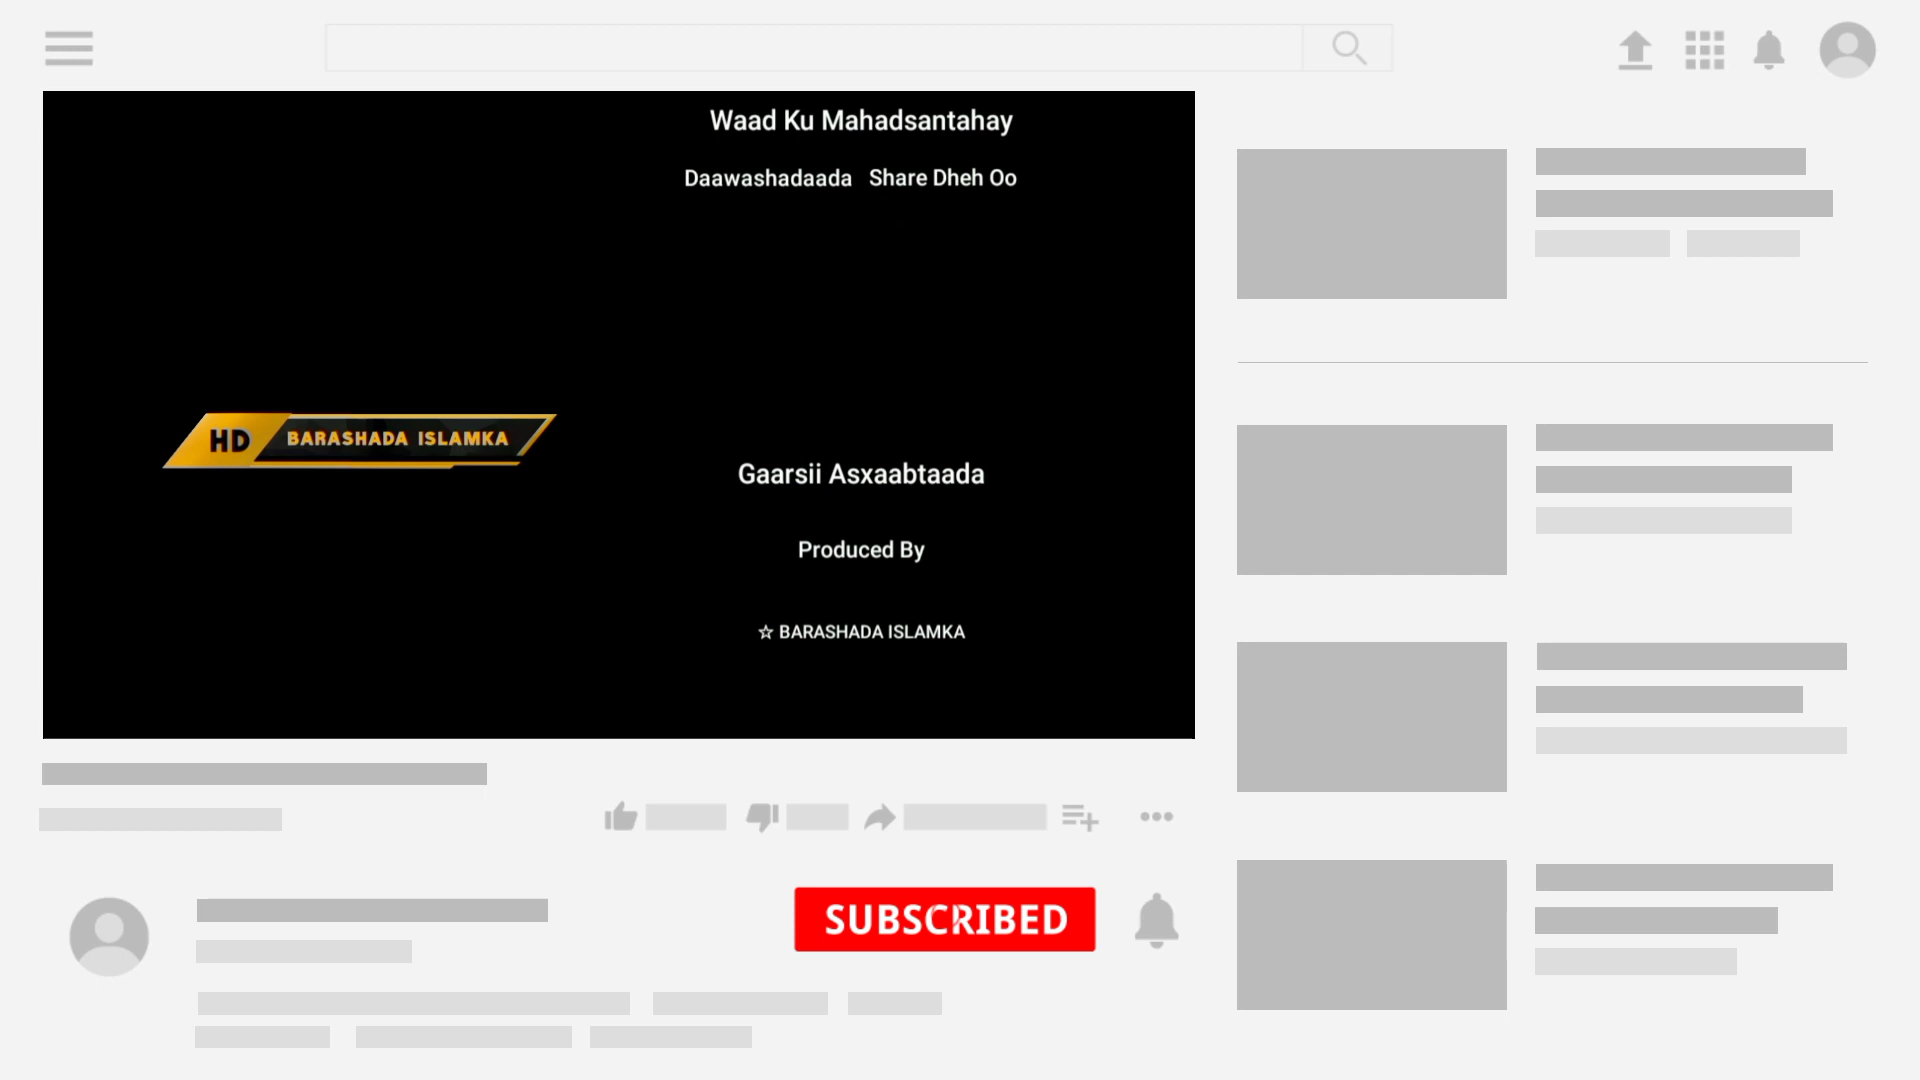 Waad Ku Mahadsantahay
Daawashadaada Share Dheh Oo
HD BARASHADA ISLAMKA
Gaarsii Asxaabtaada
Produced By
☆ BARASHADA ISLAMKA
SUBSCRIBED